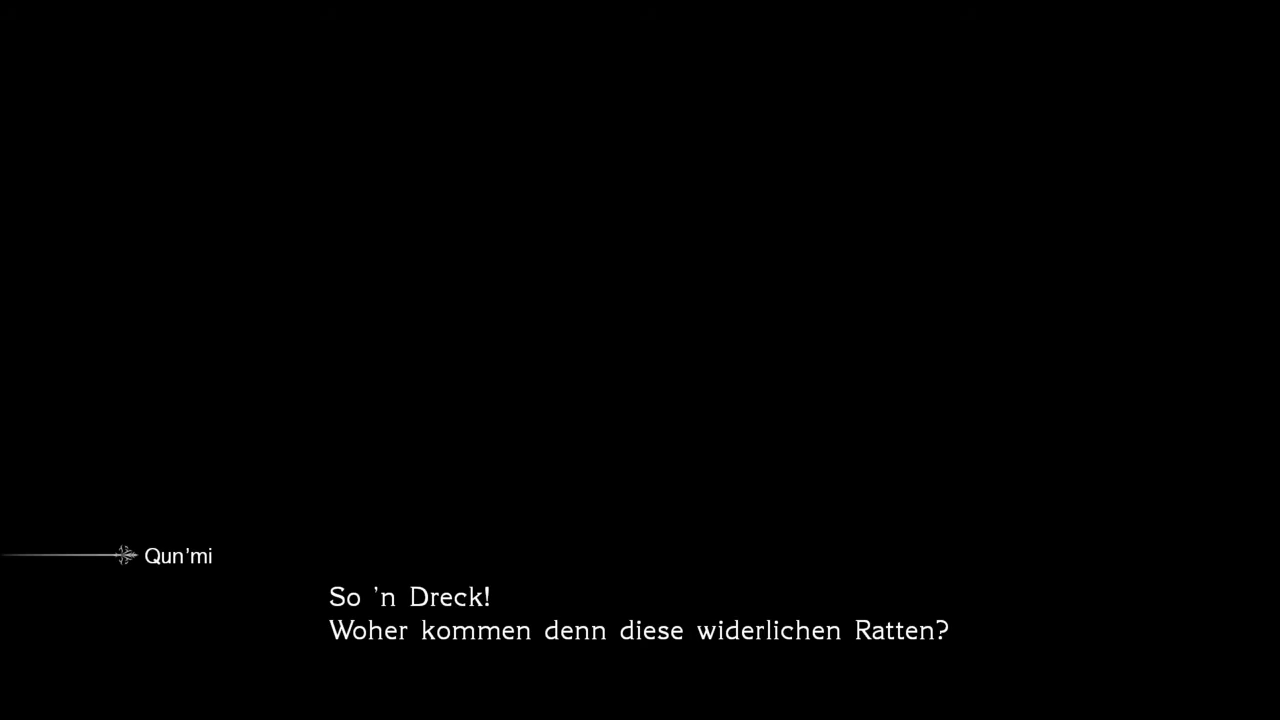 Qun’mi
So ’n Dreck!
Woher kommen denn diese widerlichen Ratten?